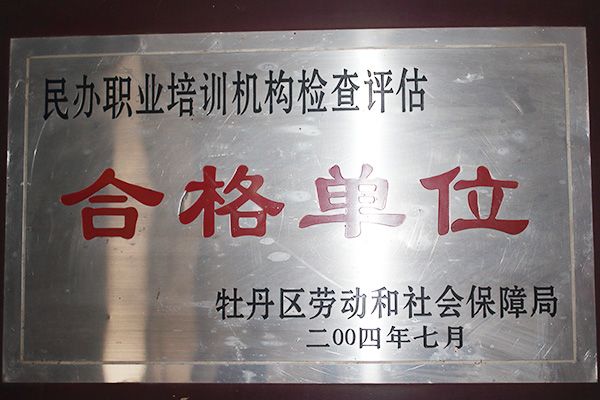 民办职业培训机构检查评估
合格单位
牡丹区劳动和社会保障局
二00四年七月